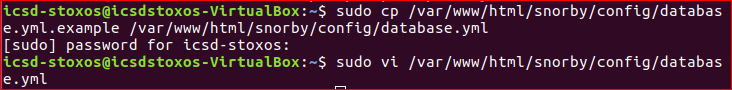 icsd-stoxos@icsdstoxos-VirtualBox:~$ sudo cp /var/www/html/snorby/config/databas
e.yml.example /var/www/html/snorby/config/database.yml
[sudo] password for icsd-stoxos:
icsd-stoxos@icsdstoxos-VirtualBox:~$ sudo vi /var/www/html/snorby/config/databas
e.yml